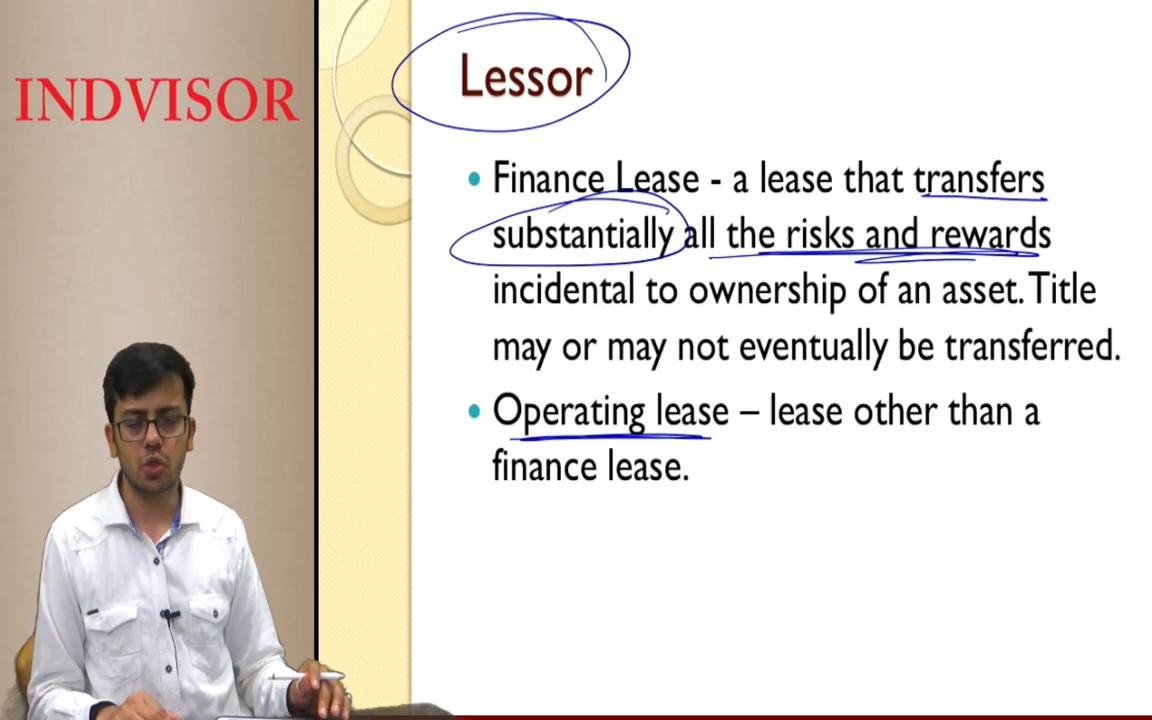 INDVISOR
Lessor
• Finance Lease - a lease that transfers
substantially all the risks and rewards
incidental to ownership of an asset. Title
may or may not eventually be transferred.
• Operating lease – lease other than a
finance lease.